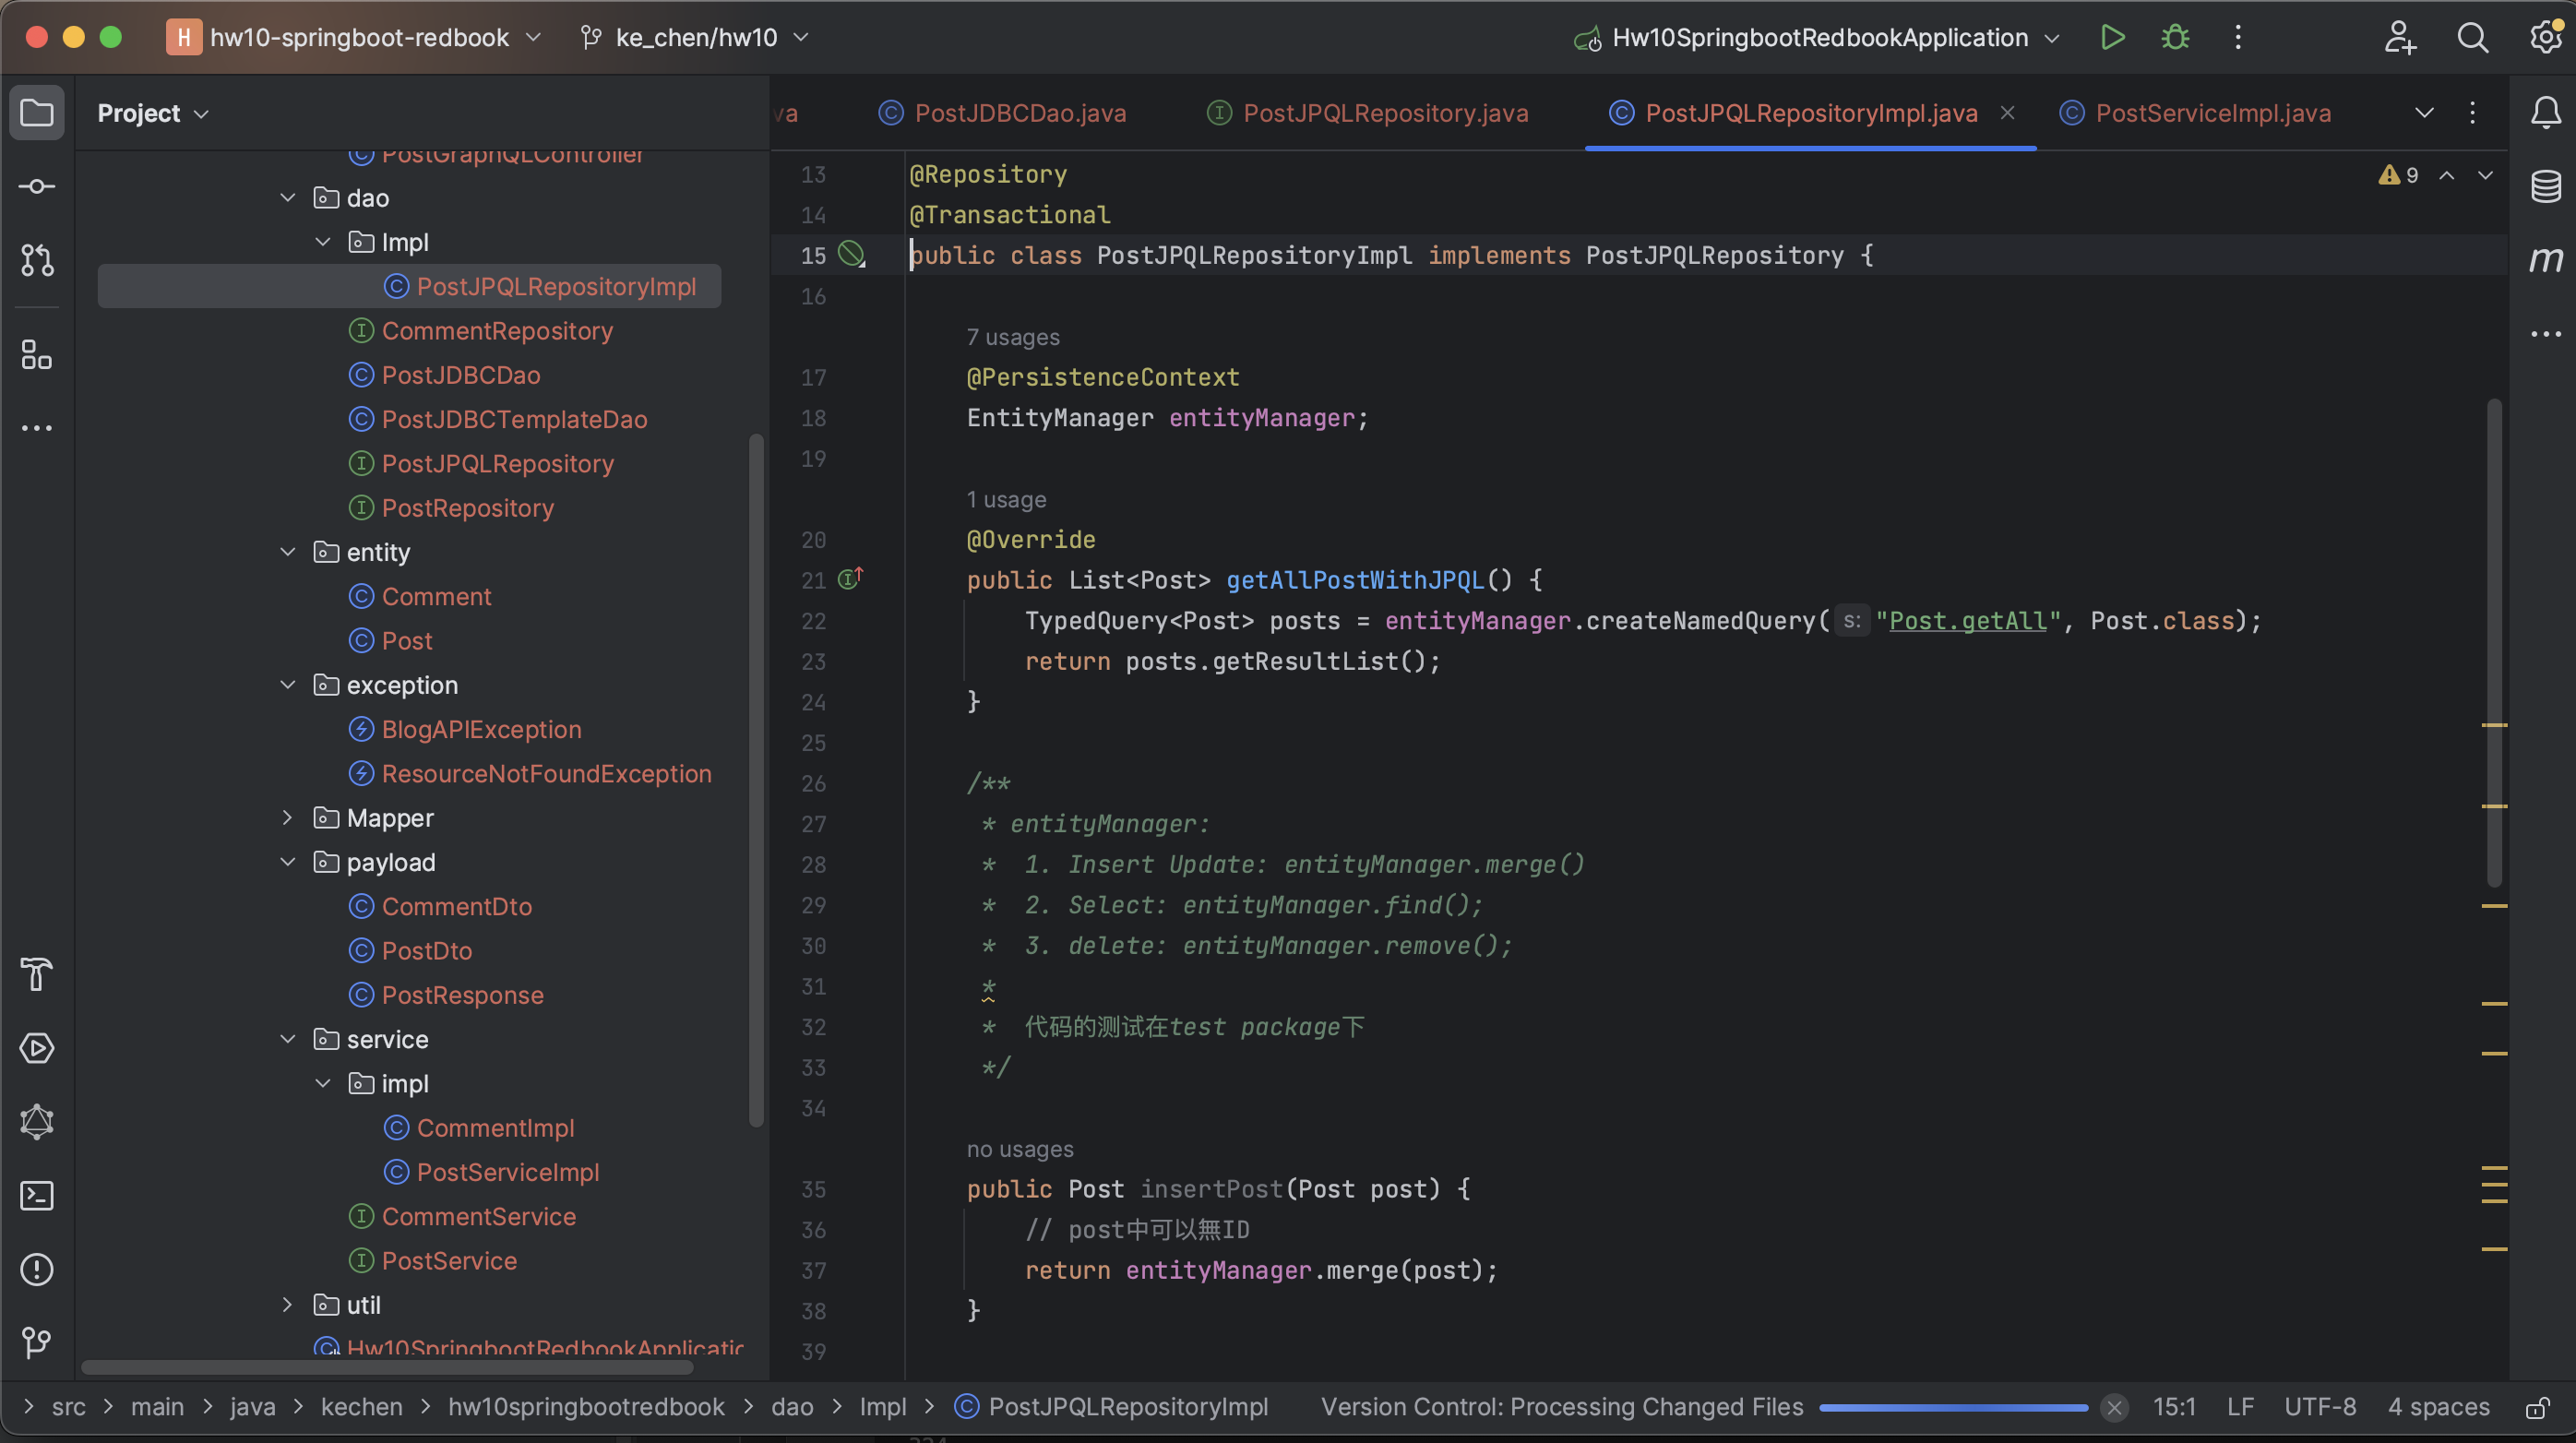 H hw10-springboot-redbook ke_chen/hw10 Hw10SpringbootRedbookApplication
Project
va PostJDBCDao.java PostJPQLRepository.java PostJPQLRepositoryImpl.java PostServiceImpl.java
PostGraphQLController
dao
Impl
PostJPQLRepositoryImpl
CommentRepository
PostJDBCDao
PostJDBCTemplateDao
PostJPQLRepository
PostRepository
entity
Comment
Post
exception
BlogAPIException
ResourceNotFoundException
Mapper
payload
CommentDto
PostDto
PostResponse
service
impl
CommentImpl
PostServiceImpl
CommentService
PostService
util
Hw10SpringbootRedbookApplicatic
9
13 @Repository
14 @Transactional
15 public class PostJPQLRepositoryImpl implements PostJPQLRepository {
16
7 usages
17 @PersistenceContext
18 EntityManager entityManager;
19
1 usage
20 @Override
21 public List<Post> getAllPostWithJPQL() {
22 TypedQuery<Post> posts = entityManager.createNamedQuery( s: "Post.getAll", Post.class);
23 return posts.getResultList();
24 }
25
26 /**
27 * entityManager:
28 * 1. Insert Update: entityManager.merge()
29 * 2. Select: entityManager.find();
30 * 3. delete: entityManager.remove();
31 *
32 * 代码的测试在test package下
33 */
34
no usages
35 public Post insertPost(Post post) {
36 // post中可以無ID
37 return entityManager.merge(post);
38 }
39
m
src > main > java > kechen > hw10springbootredbook > dao > Impl > PostJPQLRepositoryImpl Version Control: Processing Changed Files 15:1 LF UTF-8 4 spaces